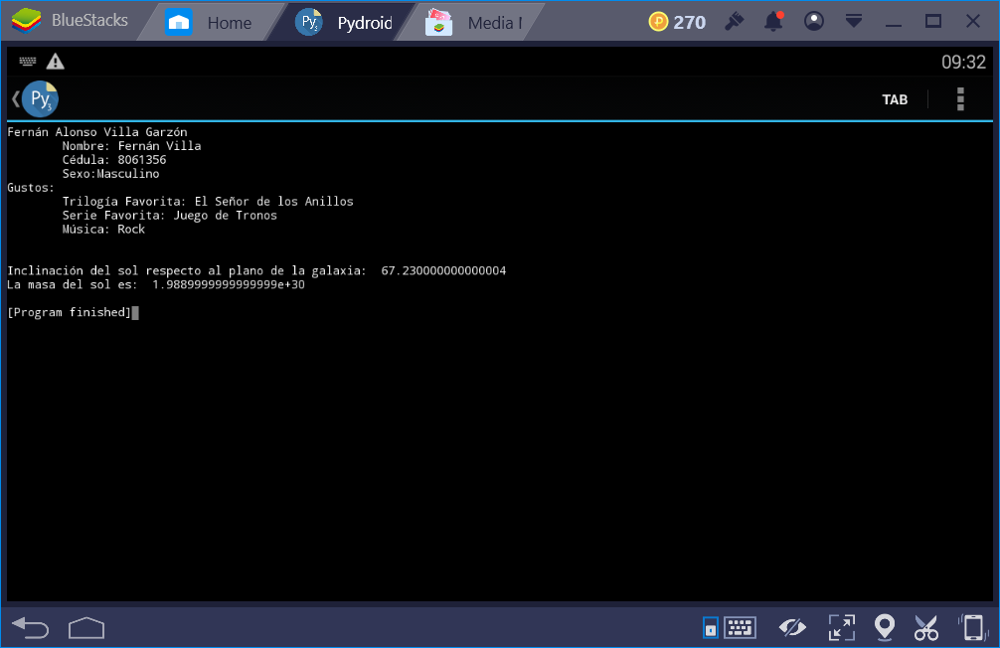 BlueStacks Home Pydroid Media 270
09:32
Py3 TAB
Fernán Alonso Villa Garzón
Nombre: Fernán Villa
Cédula: 8061356
Sexo:Masculino
Gustos:
Trilogía Favorita: El Señor de los Anillos
Serie Favorita: Juego de Tronos
Música: Rock
Inclinación del sol respecto al plano de la galaxia: 67.230000000000004
La masa del sol es: 1.9889999999999999e+30
[Program finished]